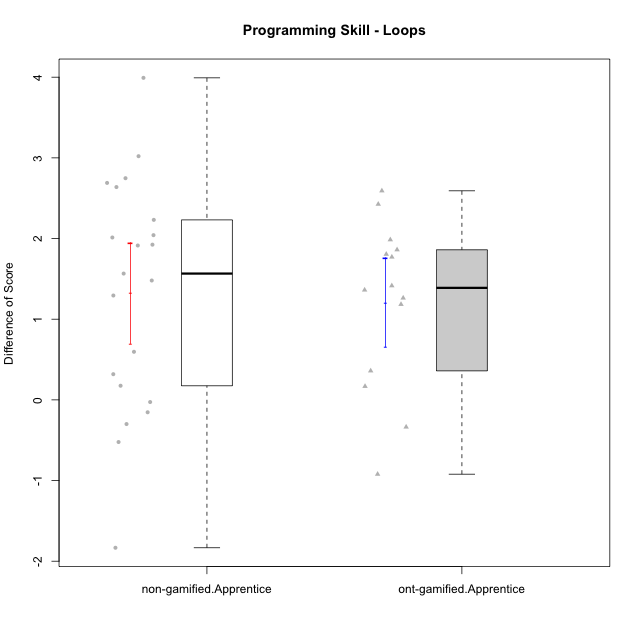 Programming Skill - Loops
Difference of Score
4
3
2
1
0
-1
-2
non-gamified.Apprentice
ont-gamified.Apprentice